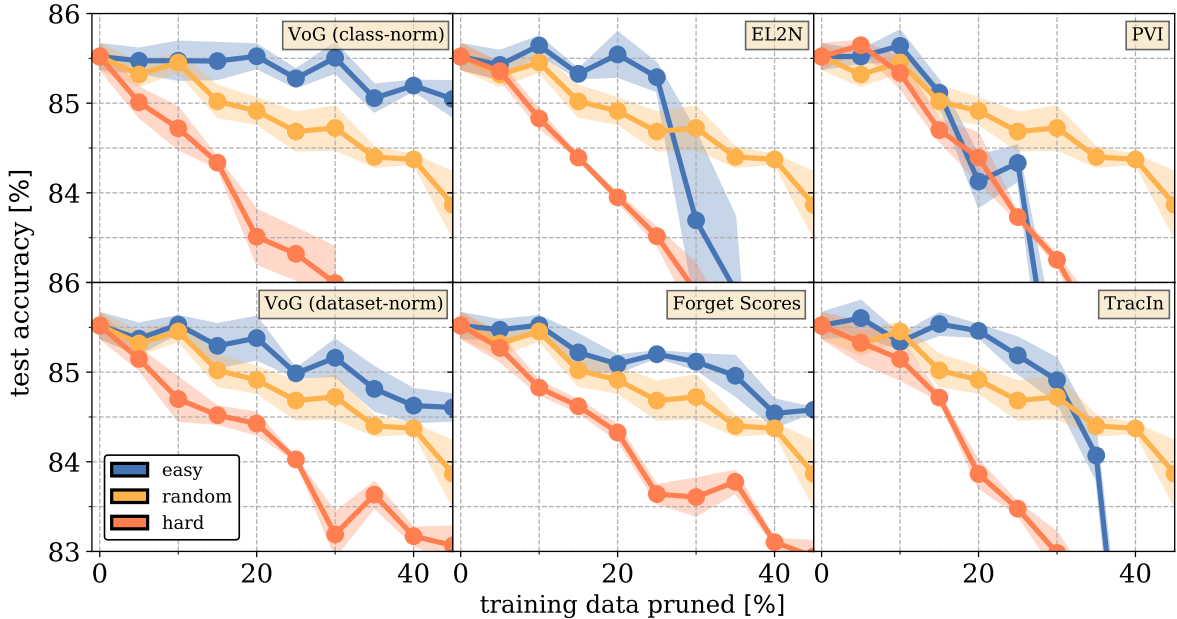 86
VoG (class-norm)
EL2N
PVI
85
84
test accuracy [%]
86
VoG (dataset-norm)
Forget Scores
TracIn
85
84
easy
random
hard
83
0
20
40
0
20
40
0
20
40
training data pruned [%]